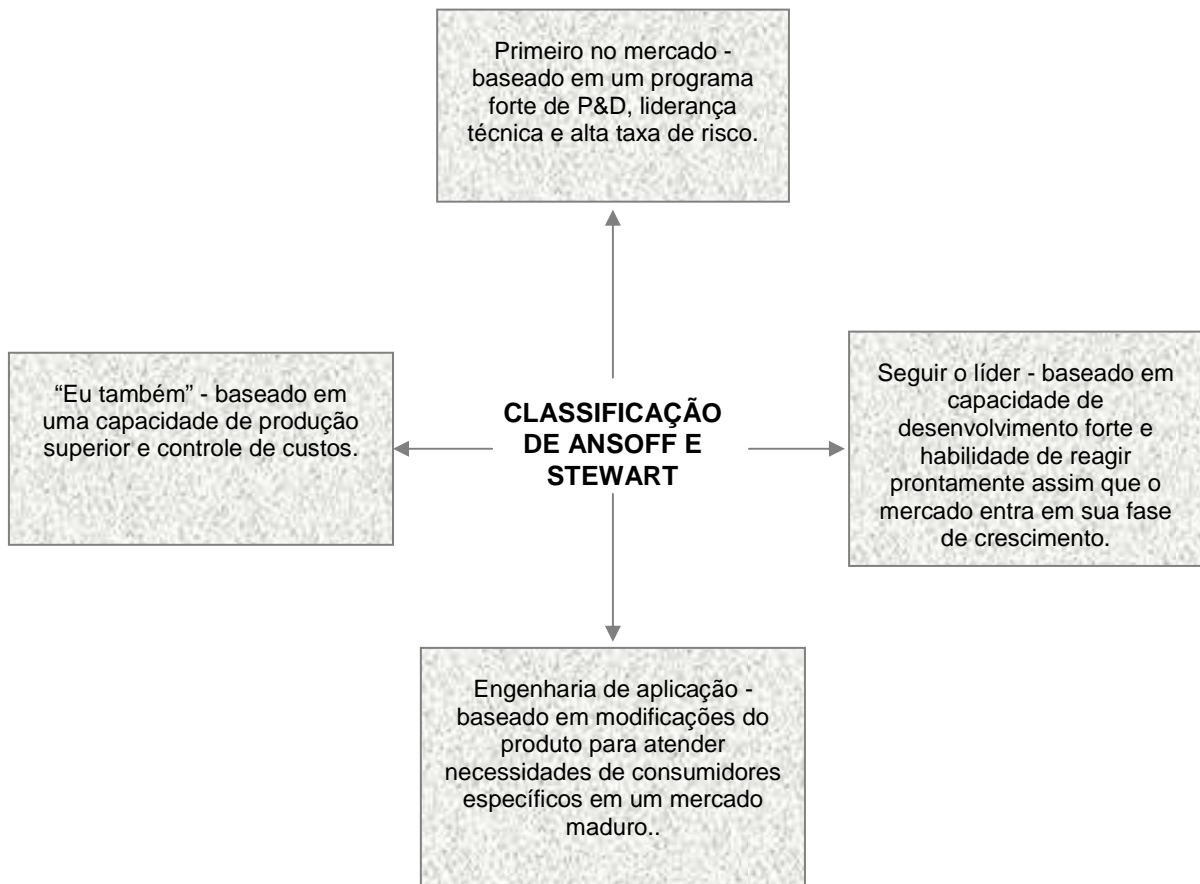 Primeiro no mercado -
baseado em um programa
forte de P&D, liderança
técnica e alta taxa de risco.
“Eu também” - baseado em
uma capacidade de produção
superior e controle de custos.
CLASSIFICAÇÃO
DE ANSOFF E
STEWART
Seguir o líder - baseado em
capacidade de
desenvolvimento forte e
habilidade de reagir
prontamente assim que o
mercado entra em sua fase
de crescimento.
Engenharia de aplicação -
baseado em modificações do
produto para atender
necessidades de consumidores
específicos em um mercado
maduro..